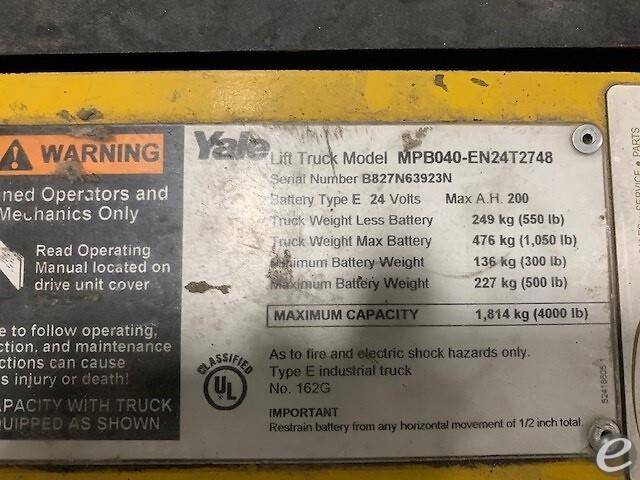 WARNING
ned Operators and
Mechanics Only
Read Operating
Manual located on
drive unit cover
e to follow operating,
ction, and maintenance
ctions can cause
s injury or death!
APACITY WITH TRUCK
QUIPPED AS SHOWN
Yale Lift Truck Model MPB040-EN24T2748
Serial Number B827N63923N
Battery Type E 24 Volts Max A.H. 200
Truck Weight Less Battery 249 kg (550 lb)
Truck Weight Max Battery 476 kg (1,050 lb)
Minimum Battery Weight 136 kg (300 lb)
Maximum Battery Weight 227 kg (500 lb)
MAXIMUM CAPACITY 1,814 kg (4000 lb)
CLASSIFIED
UL
As to fire and electric shock hazards only.
Type E industrial truck
No. 162G
IMPORTANT
Restrain battery from any horizontal movement of 1/2 inch total.
SERVICE • PARTS
e